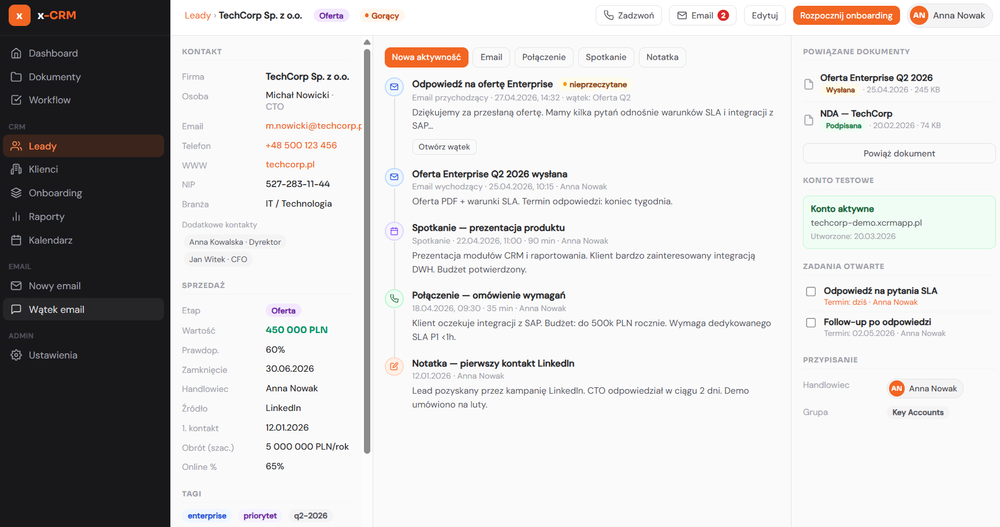 x x-CRM
Dashboard
Dokumenty
Workflow
CRM
Leady
Klienci
Onboarding
Raporty
Kalendarz
EMAIL
Nowy email
Wątek email
ADMIN
Ustawienia
Leady › TechCorp Sp. z o.o. Oferta Gorący
Zadzwoń Email 2 Edytuj Rozpocznij onboarding AN Anna Nowak
KONTAKT
Firma TechCorp Sp. z o.o.
Osoba Michał Nowicki ·
CTO
Email m.nowicki@techcorp.p
Telefon +48 500 123 456
WWW techcorp.pl
NIP 527-283-11-44
Branża IT / Technologia
Dodatkowe kontakty
Anna Kowalska · Dyrektor
Jan Witek · CFO
SPRZEDAŻ
Etap Oferta
Wartość 450 000 PLN
Prawdop. 60%
Zamknięcie 30.06.2026
Handlowiec Anna Nowak
Źródło LinkedIn
1. kontakt 12.01.2026
Obrót (szac.) 5 000 000 PLN/rok
Online % 65%
TAGI
enterprise priorytet q2-2026
Nowa aktywność Email Połączenie Spotkanie Notatka
Odpowiedź na ofertę Enterprise nieprzeczytane
Email przychodzący · 27.04.2026, 14:32 · wątek: Oferta Q2
Dziękujemy za przesłaną ofertę. Mamy kilka pytań odnośnie warunków SLA i integracji z
SAP…
Otwórz wątek
Oferta Enterprise Q2 2026 wysłana
Email wychodzący · 25.04.2026, 10:15 · Anna Nowak
Oferta PDF + warunki SLA. Termin odpowiedzi: koniec tygodnia.
Spotkanie — prezentacja produktu
Spotkanie · 22.04.2026, 11:00 · 90 min · Anna Nowak
Prezentacja modułów CRM i raportowania. Klient bardzo zainteresowany integracją
DWH. Budżet potwierdzony.
Połączenie — omówienie wymagań
18.04.2026, 09:30 · 35 min · Anna Nowak
Klient oczekuje integracji z SAP. Budżet: do 500k PLN rocznie. Wymaga dedykowanego
SLA P1 <1h.
Notatka — pierwszy kontakt LinkedIn
12.01.2026 · Anna Nowak
Lead pozyskany przez kampanię LinkedIn. CTO odpowiedział w ciągu 2 dni. Demo
umówiono na luty.
POWIĄZANE DOKUMENTY
Oferta Enterprise Q2 2026
Wysłana · 25.04.2026 · 245 KB
NDA — TechCorp
Podpisana · 20.02.2026 · 74 KB
Powiąż dokument
KONTO TESTOWE
Konto aktywne
techcorp-demo.xcrmapp.pl
Utworzone: 20.03.2026
ZADANIA OTWARTE
Odpowiedź na pytania SLA
Termin: dziś · Anna Nowak
Follow-up po odpowiedzi
Termin: 02.05.2026 · Anna Nowak
PRZYPISANIE
Handlowiec AN Anna Nowak
Grupa Key Accounts